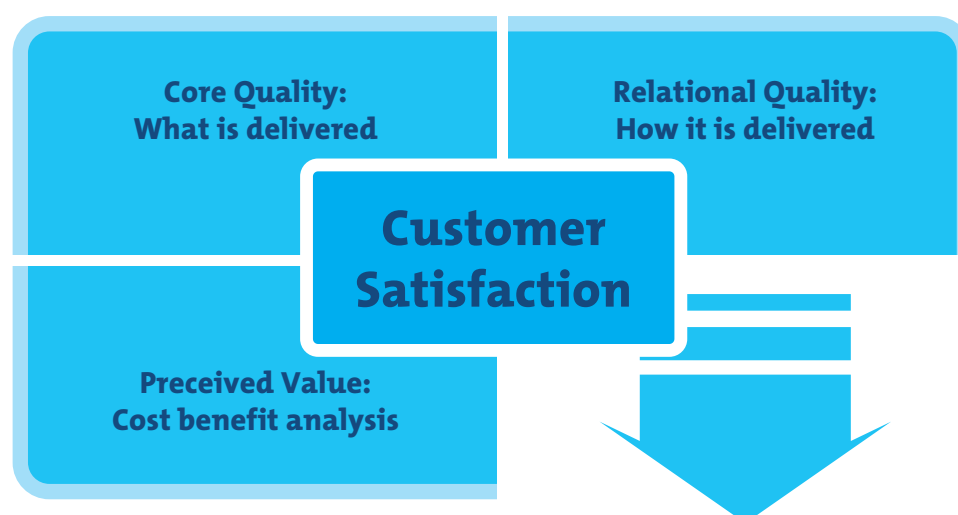 Core Quality:
What is delivered
Relational Quality:
How it is delivered
Customer
Satisfaction
Preceived Value:
Cost benefit analysis